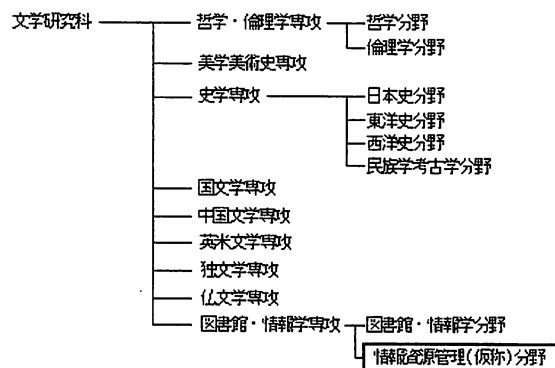 文学研究科 哲学・倫理学専攻 哲学分野
倫理学分野
美学美術史専攻
史学専攻 日本史分野
東洋史分野
西洋史分野
民族学考古学分野
国文学専攻
中国文学専攻
英米文学専攻
独文学専攻
仏文学専攻
図書館・情報学専攻 図書館・情報学分野
情報資源管理(仮称)分野